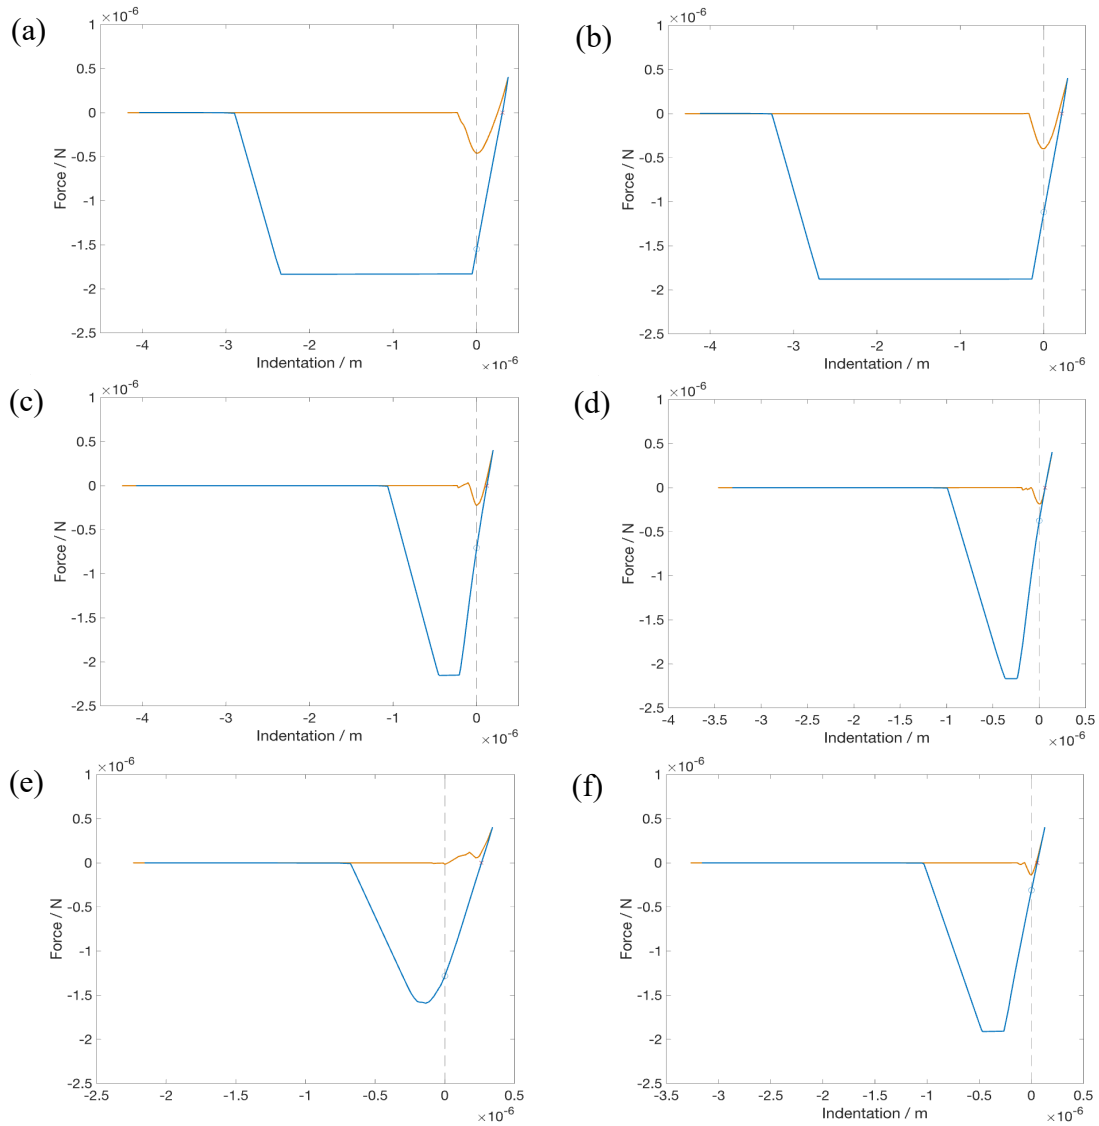 (a)
×10⁻⁶
1
0.5
0
-0.5
-1
-1.5
-2
-2.5
Force / N
-4 -3 -2 -1 0
Indentation / m
×10⁻⁶
(b)
×10⁻⁶
1
0.5
0
-0.5
-1
-1.5
-2
-2.5
Force / N
-4 -3 -2 -1 0
Indentation / m
×10⁻⁶
(c)
×10⁻⁶
1
0.5
0
-0.5
-1
-1.5
-2
-2.5
Force / N
-4 -3 -2 -1 0
Indentation / m
×10⁻⁶
(d)
×10⁻⁶
1
0.5
0
-0.5
-1
-1.5
-2
-2.5
Force / N
-4 -3.5 -3 -2.5 -2 -1.5 -1 -0.5 0 0.5
Indentation / m
×10⁻⁶
(e)
×10⁻⁶
1
0.5
0
-0.5
-1
-1.5
-2
-2.5
Force / N
-2.5 -2 -1.5 -1 -0.5 0 0.5
×10⁻⁶
(f)
×10⁻⁶
1
0.5
0
-0.5
-1
-1.5
-2
-2.5
Force / N
-3.5 -3 -2.5 -2 -1.5 -1 -0.5 0 0.5
Indentation / m
×10⁻⁶